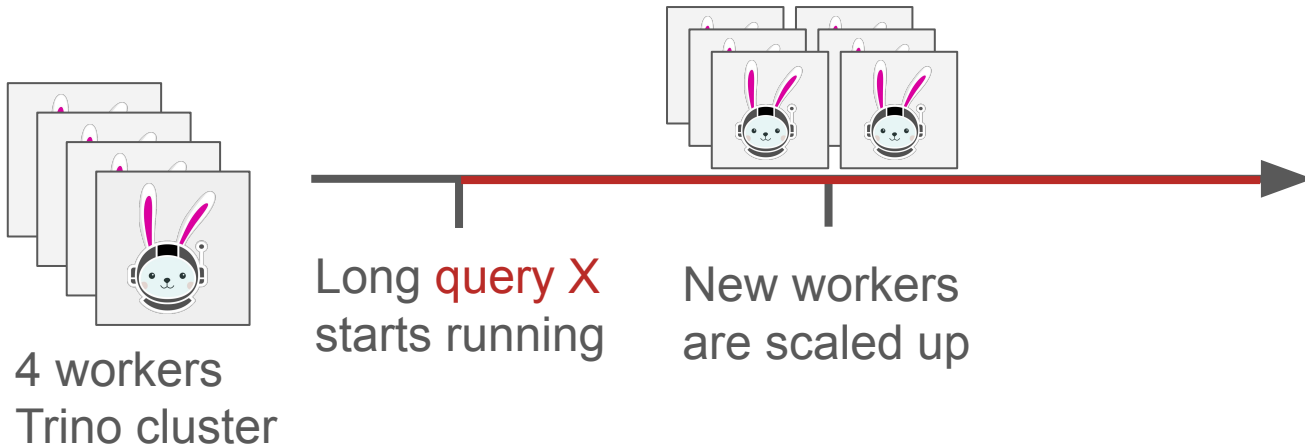 4 workers
Trino cluster
Long query X
starts running
New workers
are scaled up